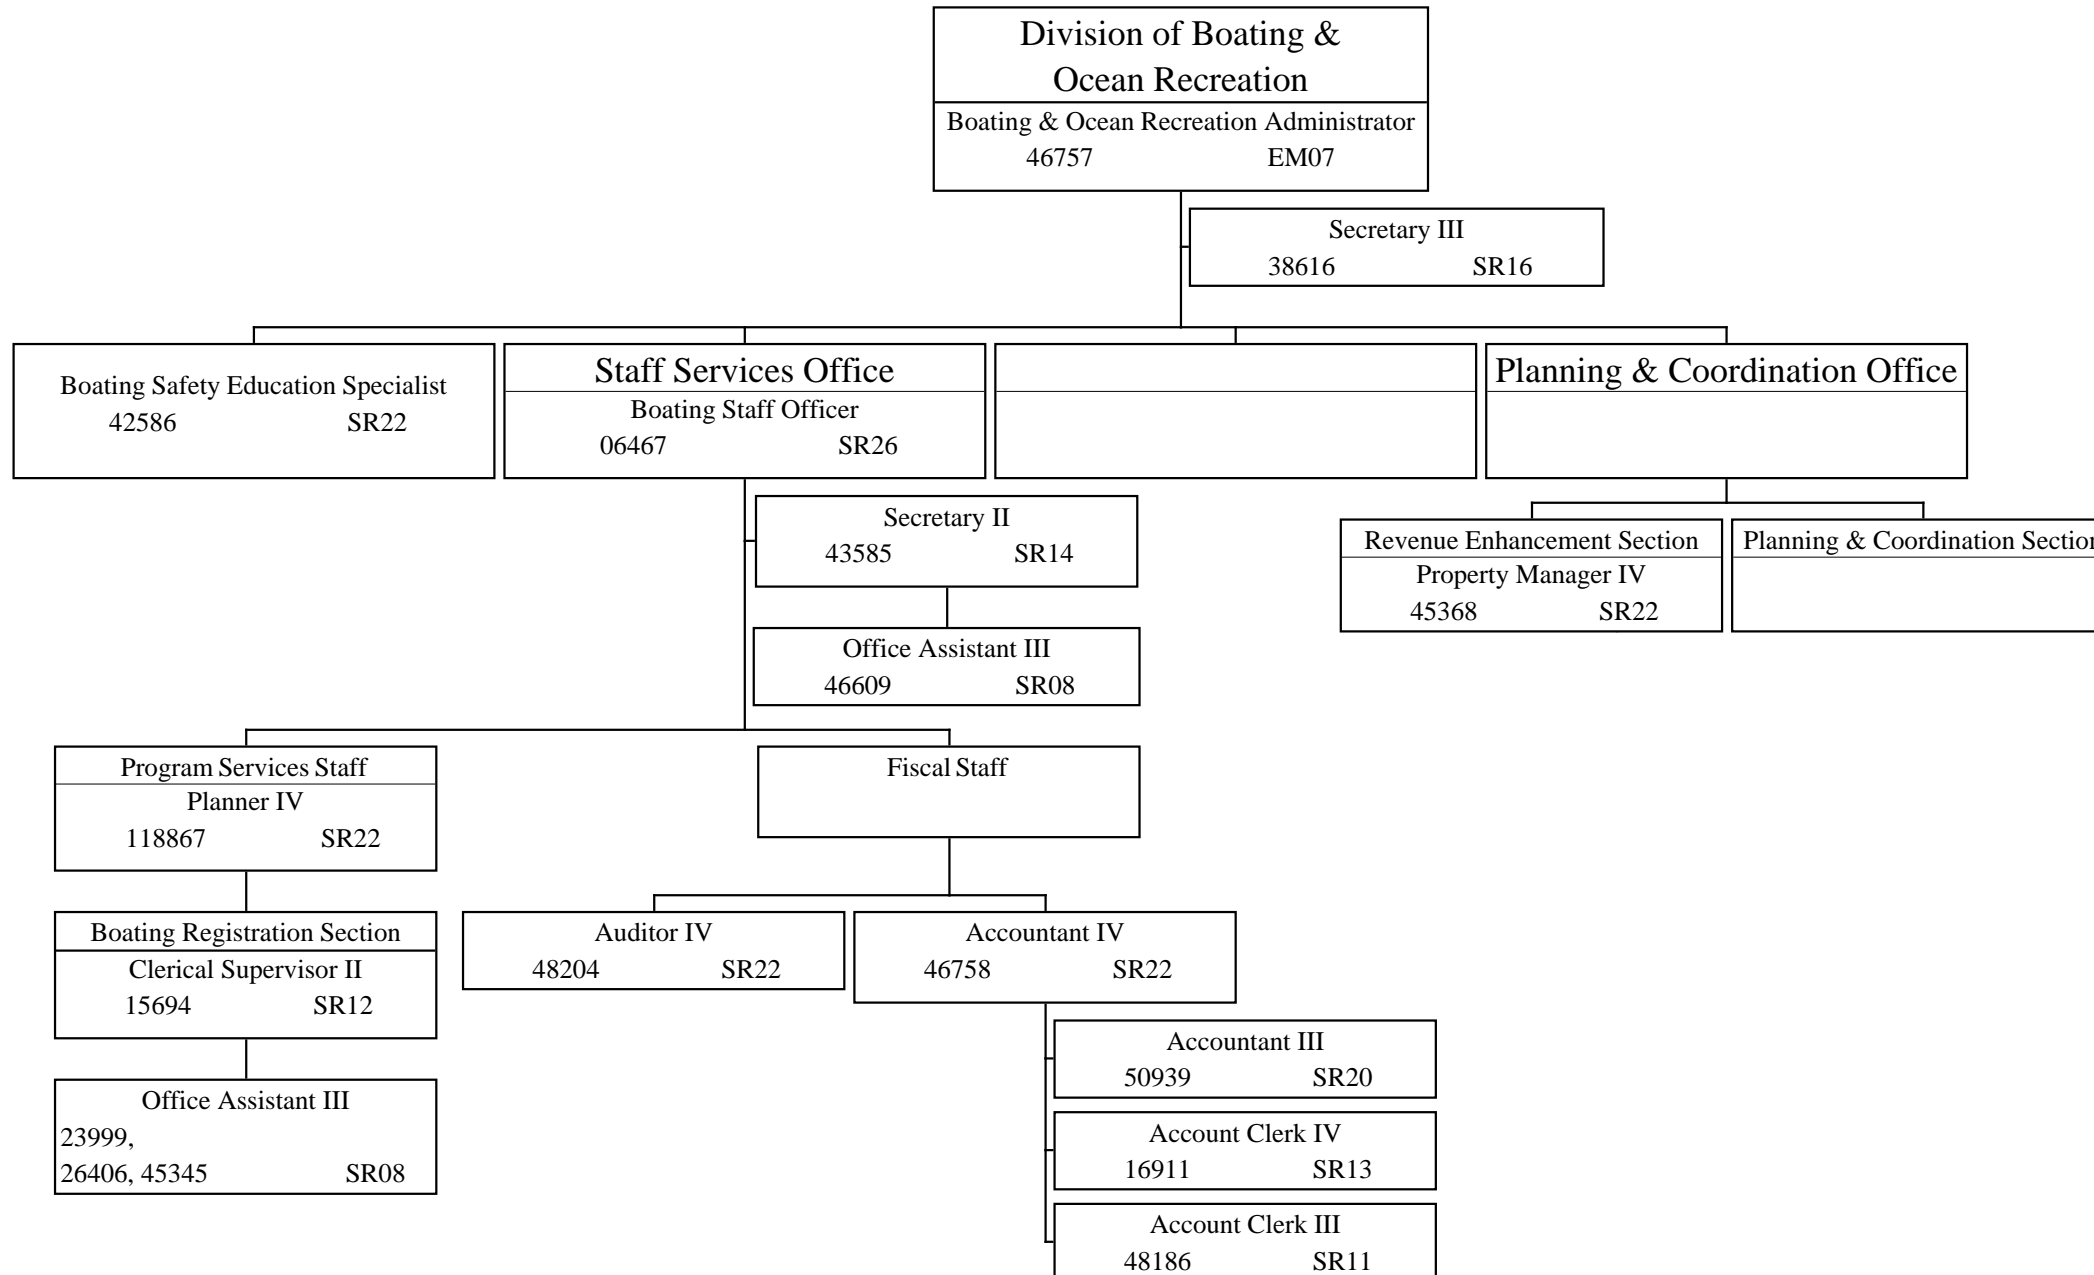 Division of Boating &
Ocean Recreation
Boating & Ocean Recreation Administrator
46757 EM07
Secretary III
38616 SR16
Boating Safety Education Specialist
42586 SR22
Staff Services Office
Boating Staff Officer
06467 SR26
Planning & Coordination Office
Secretary II
43585 SR14
Office Assistant III
46609 SR08
Revenue Enhancement Section
Property Manager IV
45368 SR22
Planning & Coordination Section
Program Services Staff
Planner IV
118867 SR22
Fiscal Staff
Boating Registration Section
Clerical Supervisor II
15694 SR12
Office Assistant III
23999,
26406, 45345 SR08
Auditor IV
48204 SR22
Accountant IV
46758 SR22
Accountant III
50939 SR20
Account Clerk IV
16911 SR13
Account Clerk III
48186 SR11